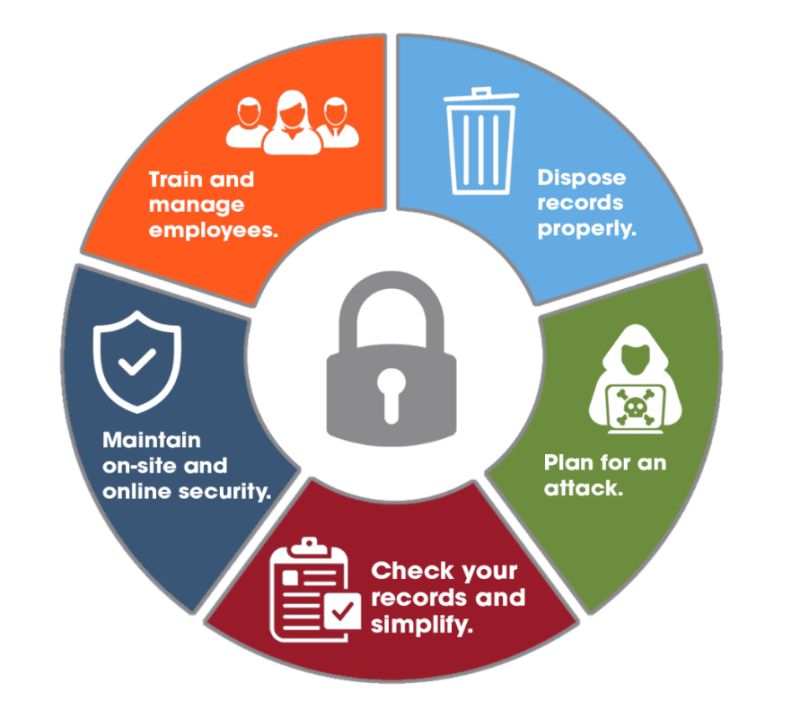 Train and
manage
employees.
Dispose
records
properly.
Maintain
on-site and
online security.
Plan for an
attack.
Check your
records and
simplify.